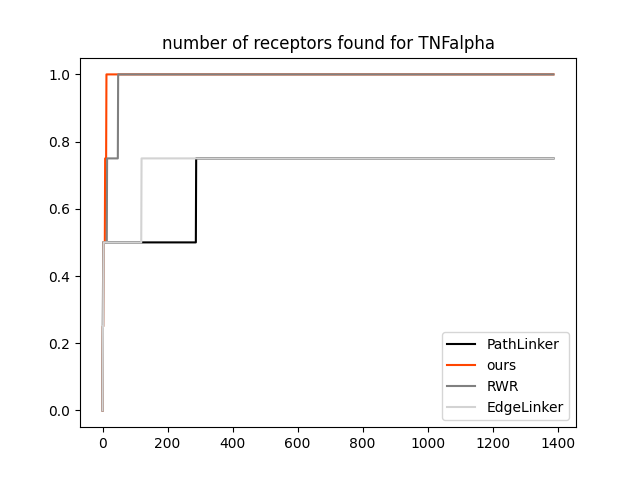 number of receptors found for TNFalpha
1.0
0.8
0.6
0.4
0.2
0.0
PathLinker
ours
RWR
EdgeLinker
0 200 400 600 800 1000 1200 1400